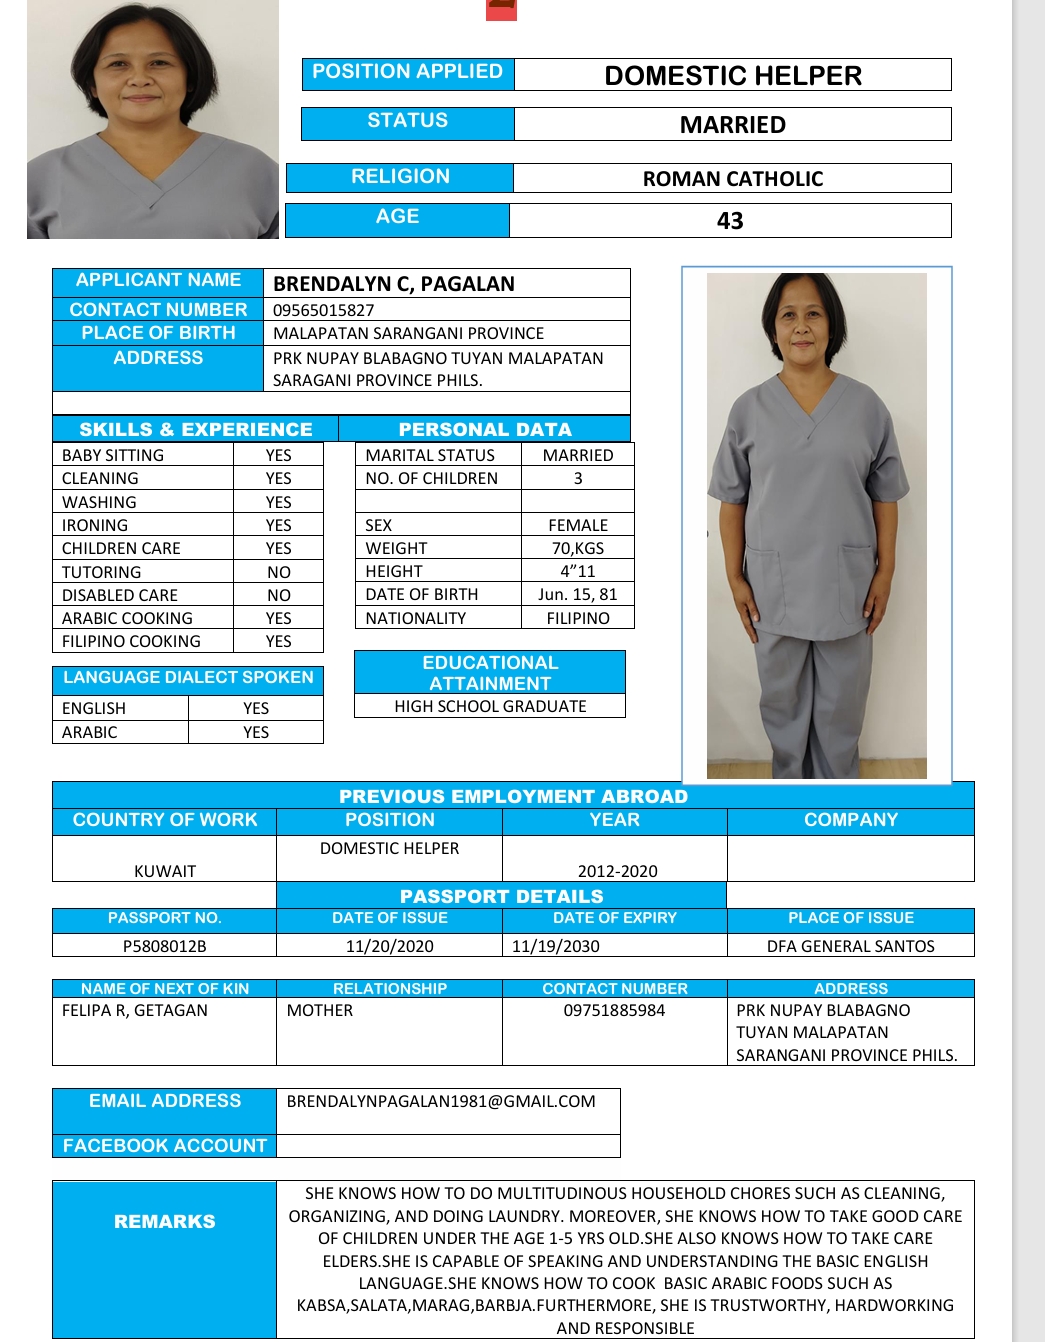 POSITION APPLIED DOMESTIC HELPER
STATUS MARRIED
RELIGION ROMAN CATHOLIC
AGE 43
APPLICANT NAME BRENDALYN C, PAGALAN
CONTACT NUMBER 09565015827
PLACE OF BIRTH MALAPATAN SARANGANI PROVINCE
ADDRESS PRK NUPAY BLABAGNO TUYAN MALAPATAN
SARAGANI PROVINCE PHILS.
SKILLS & EXPERIENCE PERSONAL DATA
BABY SITTING YES MARITAL STATUS MARRIED
CLEANING YES NO. OF CHILDREN 3
WASHING YES
IRONING YES SEX FEMALE
CHILDREN CARE YES WEIGHT 70,KGS
TUTORING NO HEIGHT 4”11
DISABLED CARE NO DATE OF BIRTH Jun. 15, 81
ARABIC COOKING YES NATIONALITY FILIPINO
FILIPINO COOKING YES
EDUCATIONAL
ATTAINMENT
HIGH SCHOOL GRADUATE
LANGUAGE DIALECT SPOKEN
ENGLISH YES
ARABIC YES
PREVIOUS EMPLOYMENT ABROAD
COUNTRY OF WORK POSITION YEAR COMPANY
DOMESTIC HELPER
KUWAIT 2012-2020
PASSPORT DETAILS
PASSPORT NO. DATE OF ISSUE DATE OF EXPIRY PLACE OF ISSUE
P5808012B 11/20/2020 11/19/2030 DFA GENERAL SANTOS
NAME OF NEXT OF KIN RELATIONSHIP CONTACT NUMBER ADDRESS
FELIPA R, GETAGAN MOTHER 09751885984 PRK NUPAY BLABAGNO
TUYAN MALAPATAN
SARANGANI PROVINCE PHILS.
EMAIL ADDRESS BRENDALYNPAGALAN1981@GMAIL.COM
FACEBOOK ACCOUNT
REMARKS
SHE KNOWS HOW TO DO MULTITUDINOUS HOUSEHOLD CHORES SUCH AS CLEANING,
ORGANIZING, AND DOING LAUNDRY. MOREOVER, SHE KNOWS HOW TO TAKE GOOD CARE
OF CHILDREN UNDER THE AGE 1-5 YRS OLD.SHE ALSO KNOWS HOW TO TAKE CARE
ELDERS.SHE IS CAPABLE OF SPEAKING AND UNDERSTANDING THE BASIC ENGLISH
LANGUAGE.SHE KNOWS HOW TO COOK  BASIC ARABIC FOODS SUCH AS
KABSA,SALATA,MARAG,BARBJA.FURTHERMORE, SHE IS TRUSTWORTHY, HARDWORKING
AND RESPONSIBLE